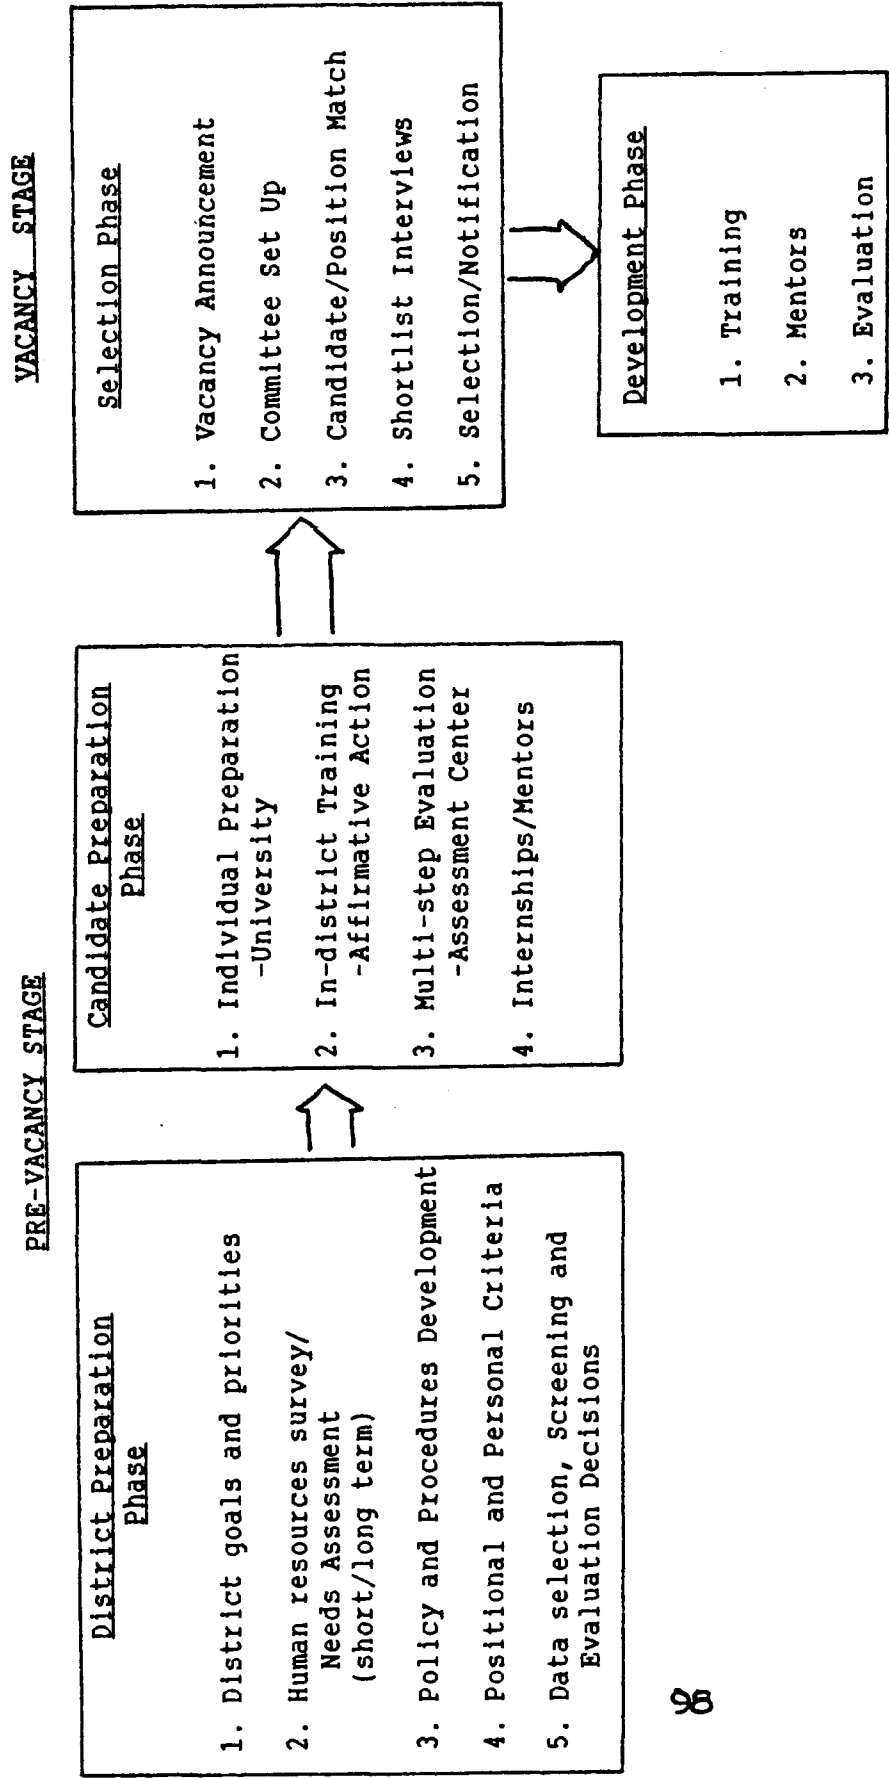 PRE-VACANCY STAGE
District Preparation
Phase
1. District goals and priorities
2. Human resources survey/
Needs Assessment
(short/long term)
3. Policy and Procedures Development
4. Positional and Personal Criteria
5. Data selection, Screening and
Evaluation Decisions
Candidate Preparation
Phase
1. Individual Preparation
-University
2. In-district Training
-Affirmative Action
3. Multi-step Evaluation
-Assessment Center
4. Internships/Mentors
VACANCY STAGE
Selection Phase
1. Vacancy Announcement
2. Committee Set Up
3. Candidate/Position Match
4. Shortlist Interviews
5. Selection/Notification
Development Phase
1. Training
2. Mentors
3. Evaluation